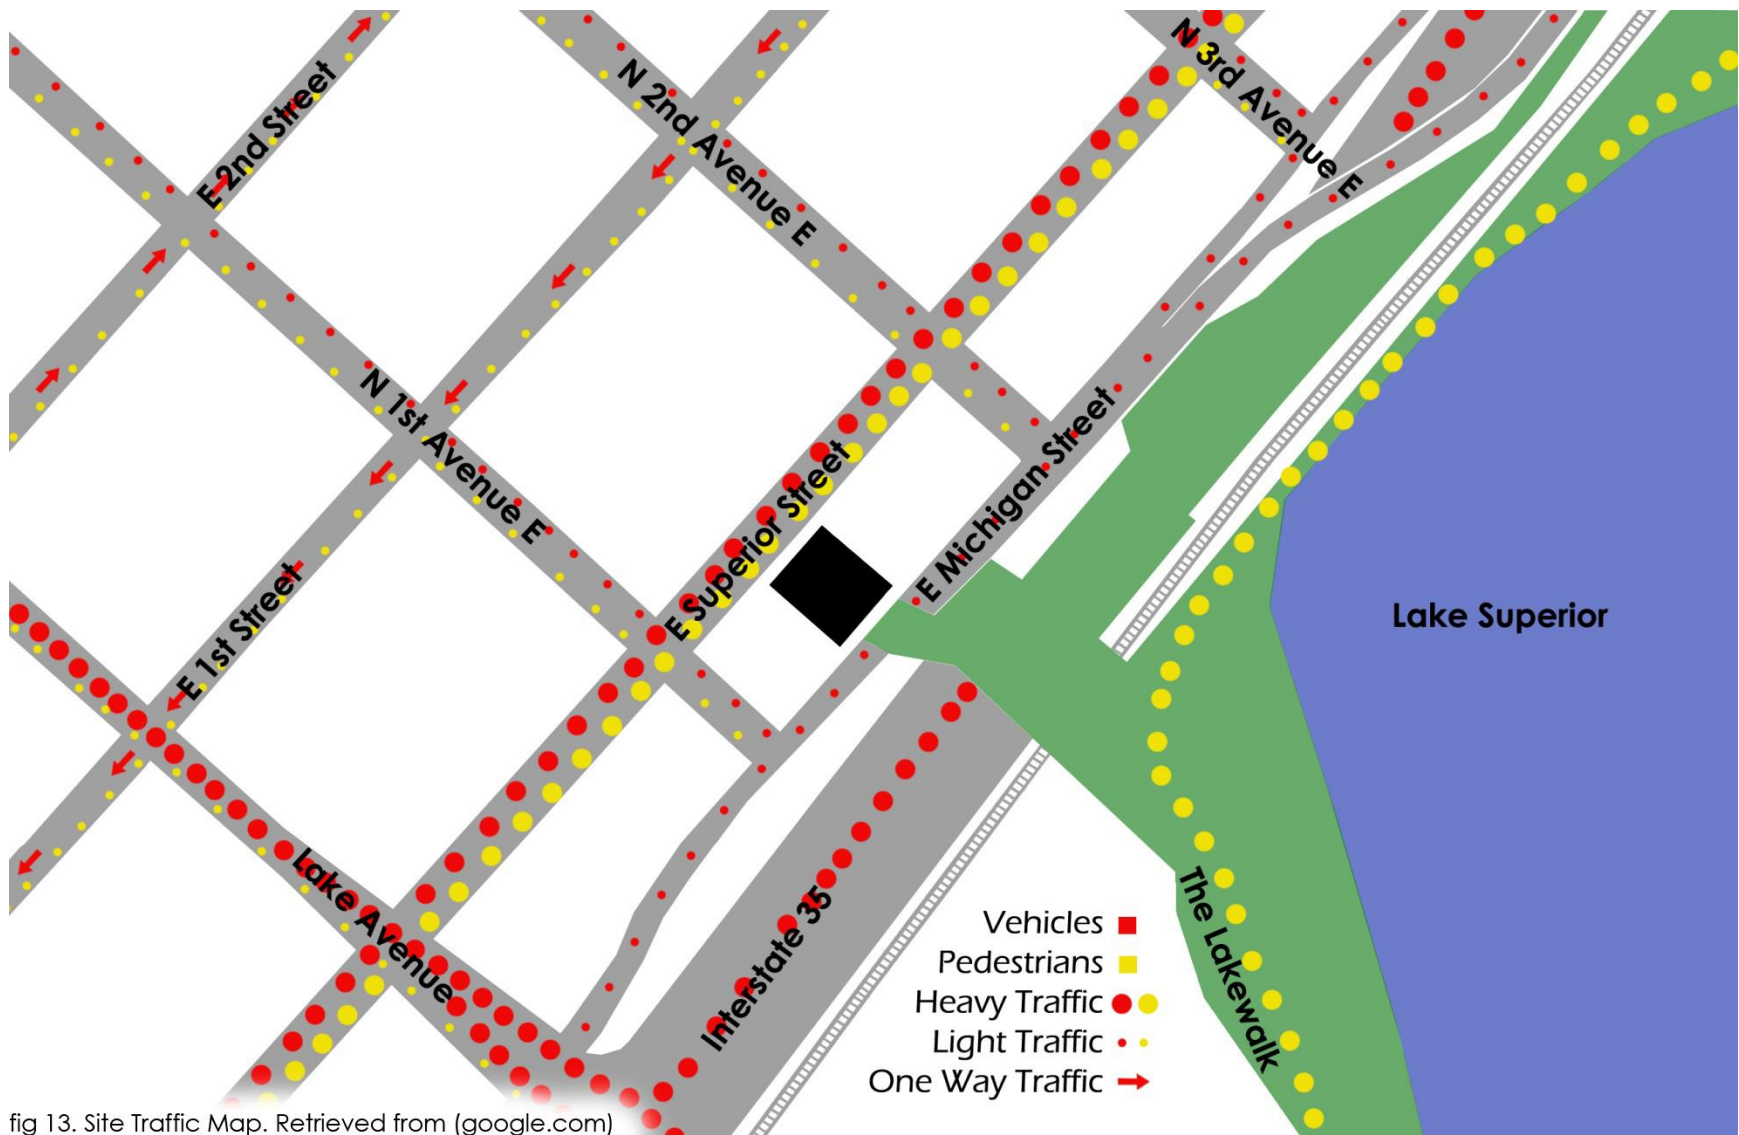 N 3rd Avenue E
N 2nd Avenue E
E 2nd Street
N 1st Avenue E
E Michigan Street
E Superior Street
E 1st Street
Lake Superior
Lake Avenue
Interstate 35
The Lakewalk
Vehicles
Pedestrians
Heavy Traffic
Light Traffic
One Way Traffic
fig 13. Site Traffic Map. Retrieved from (google.com)